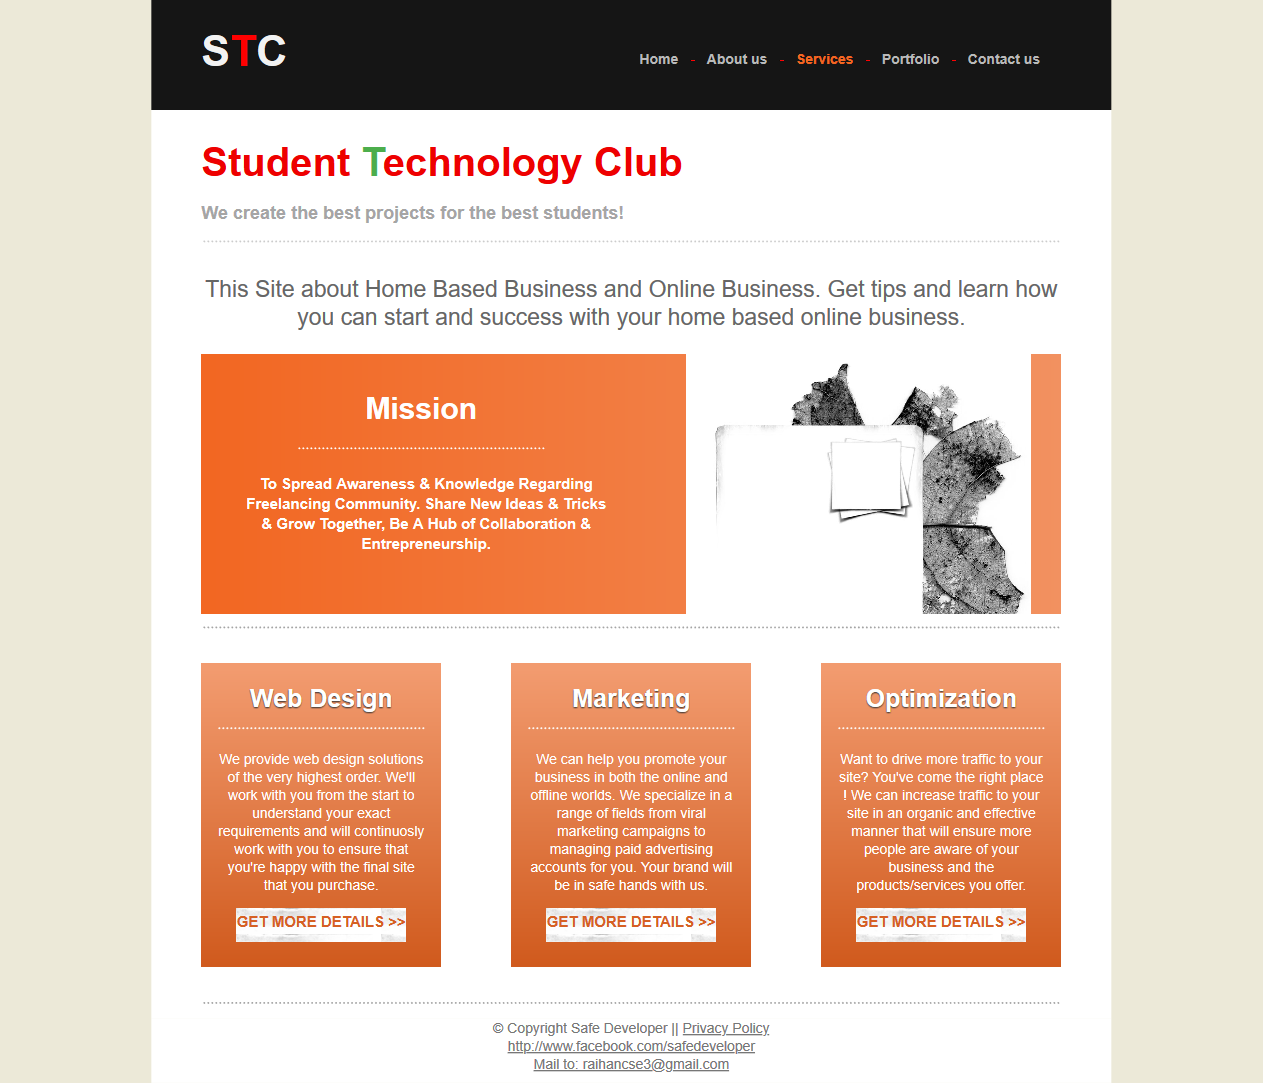 STC
Home - About us - Services - Portfolio - Contact us
Student Technology Club
We create the best projects for the best students!
This Site about Home Based Business and Online Business. Get tips and learn how
you can start and success with your home based online business.
Mission
To Spread Awareness & Knowledge Regarding
Freelancing Community. Share New Ideas & Tricks
& Grow Together, Be A Hub of Collaboration &
Entrepreneurship.
Web Design
We provide web design solutions
of the very highest order. We'll
work with you from the start to
understand your exact
requirements and will continuosly
work with you to ensure that
you're happy with the final site
that you purchase.
GET MORE DETAILS >>
Marketing
We can help you promote your
business in both the online and
offline worlds. We specialize in a
range of fields from viral
marketing campaigns to
managing paid advertising
accounts for you. Your brand will
be in safe hands with us.
GET MORE DETAILS >>
Optimization
Want to drive more traffic to your
site? You've come the right place
! We can increase traffic to your
site in an organic and effective
manner that will ensure more
people are aware of your
business and the
products/services you offer.
GET MORE DETAILS >>
© Copyright Safe Developer || Privacy Policy
http://www.facebook.com/safedeveloper
Mail to: raihancse3@gmail.com